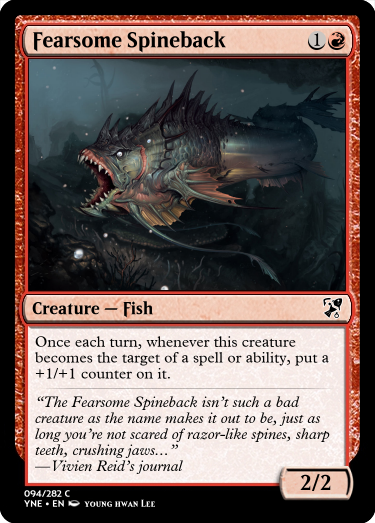 Fearsome Spineback 1
Creature — Fish
Once each turn, whenever this creature
becomes the target of a spell or ability, put a
+1/+1 counter on it.
“The Fearsome Spineback isn’t such a bad
creature as the name makes it out to be, just as
long you’re not scared of razor-like spines, sharp
teeth, crushing jaws…”
—Vivien Reid’s journal
2/2
094/282 C
YNE • EN YOUNG HWAN LEE